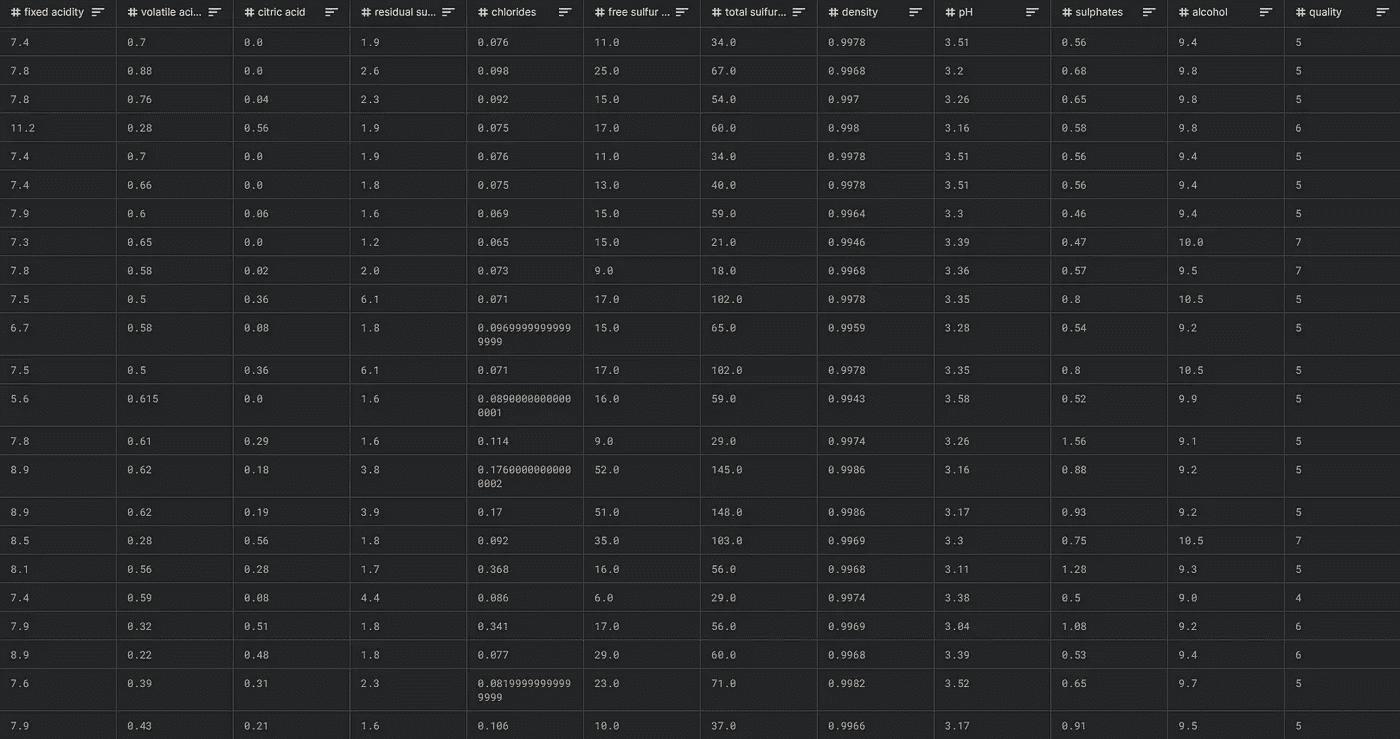 # fixed acidity # volatile aci... # citric acid # residual su... # chlorides # free sulfur ... # total sulfur... # density # pH # sulphates # alcohol # quality
7.4 0.7 0.0 1.9 0.076 11.0 34.0 0.9978 3.51 0.56 9.4 5
7.8 0.88 0.0 2.6 0.098 25.0 67.0 0.9968 3.2 0.68 9.8 5
7.8 0.76 0.04 2.3 0.092 15.0 54.0 0.997 3.26 0.65 9.8 5
11.2 0.28 0.56 1.9 0.075 17.0 60.0 0.998 3.16 0.58 9.8 6
7.4 0.7 0.0 1.9 0.076 11.0 34.0 0.9978 3.51 0.56 9.4 5
7.4 0.66 0.0 1.8 0.075 13.0 40.0 0.9978 3.51 0.56 9.4 5
7.9 0.6 0.06 1.6 0.069 15.0 59.0 0.9964 3.3 0.46 9.4 5
7.3 0.65 0.0 1.2 0.065 15.0 21.0 0.9946 3.39 0.47 10.0 7
7.8 0.58 0.02 2.0 0.073 9.0 18.0 0.9968 3.36 0.57 9.5 7
7.5 0.5 0.36 6.1 0.071 17.0 102.0 0.9978 3.35 0.8 10.5 5
6.7 0.58 0.08 1.8 0.0969999999999 15.0 65.0 0.9959 3.28 0.54 9.2 5
9999
7.5 0.5 0.36 6.1 0.071 17.0 102.0 0.9978 3.35 0.8 10.5 5
5.6 0.615 0.0 1.6 0.0890000000000 16.0 59.0 0.9943 3.58 0.52 9.9 5
0001
7.8 0.61 0.29 1.6 0.114 9.0 29.0 0.9974 3.26 1.56 9.1 5
8.9 0.62 0.18 3.8 0.1760000000000 52.0 145.0 0.9986 3.16 0.88 9.2 5
0002
8.9 0.62 0.19 3.9 0.17 51.0 148.0 0.9986 3.17 0.93 9.2 5
8.5 0.28 0.56 1.8 0.092 35.0 103.0 0.9969 3.3 0.75 10.5 7
8.1 0.56 0.28 1.7 0.368 16.0 56.0 0.9968 3.11 1.28 9.3 5
7.4 0.59 0.08 4.4 0.086 6.0 29.0 0.9974 3.38 0.5 9.0 4
7.9 0.32 0.51 1.8 0.341 17.0 56.0 0.9969 3.04 1.08 9.2 6
8.9 0.22 0.48 1.8 0.077 29.0 60.0 0.9968 3.39 0.53 9.4 6
7.6 0.39 0.31 2.3 0.0819999999999 23.0 71.0 0.9982 3.52 0.65 9.7 5
9999
7.9 0.43 0.21 1.6 0.106 10.0 37.0 0.9966 3.17 0.91 9.5 5